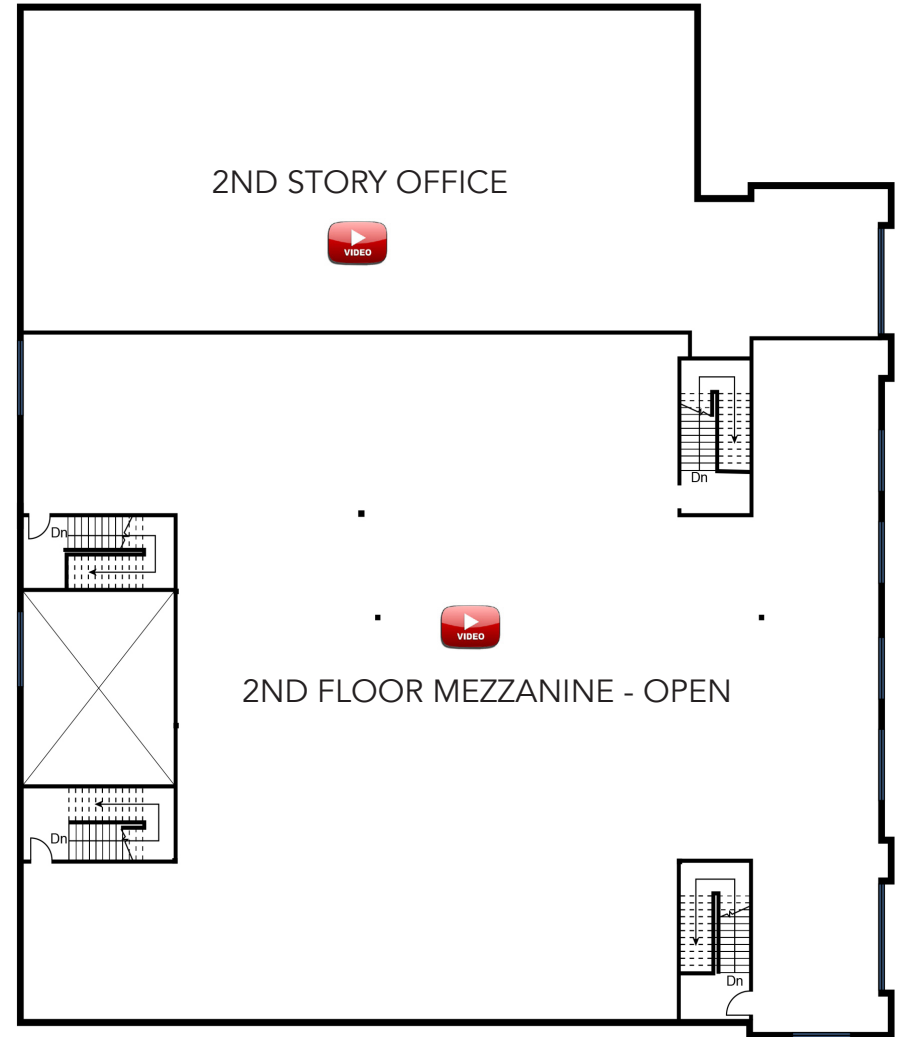 2ND STORY OFFICE
VIDEO
Dn
Dn
VIDEO
2ND FLOOR MEZZANINE - OPEN
Dn
Dn